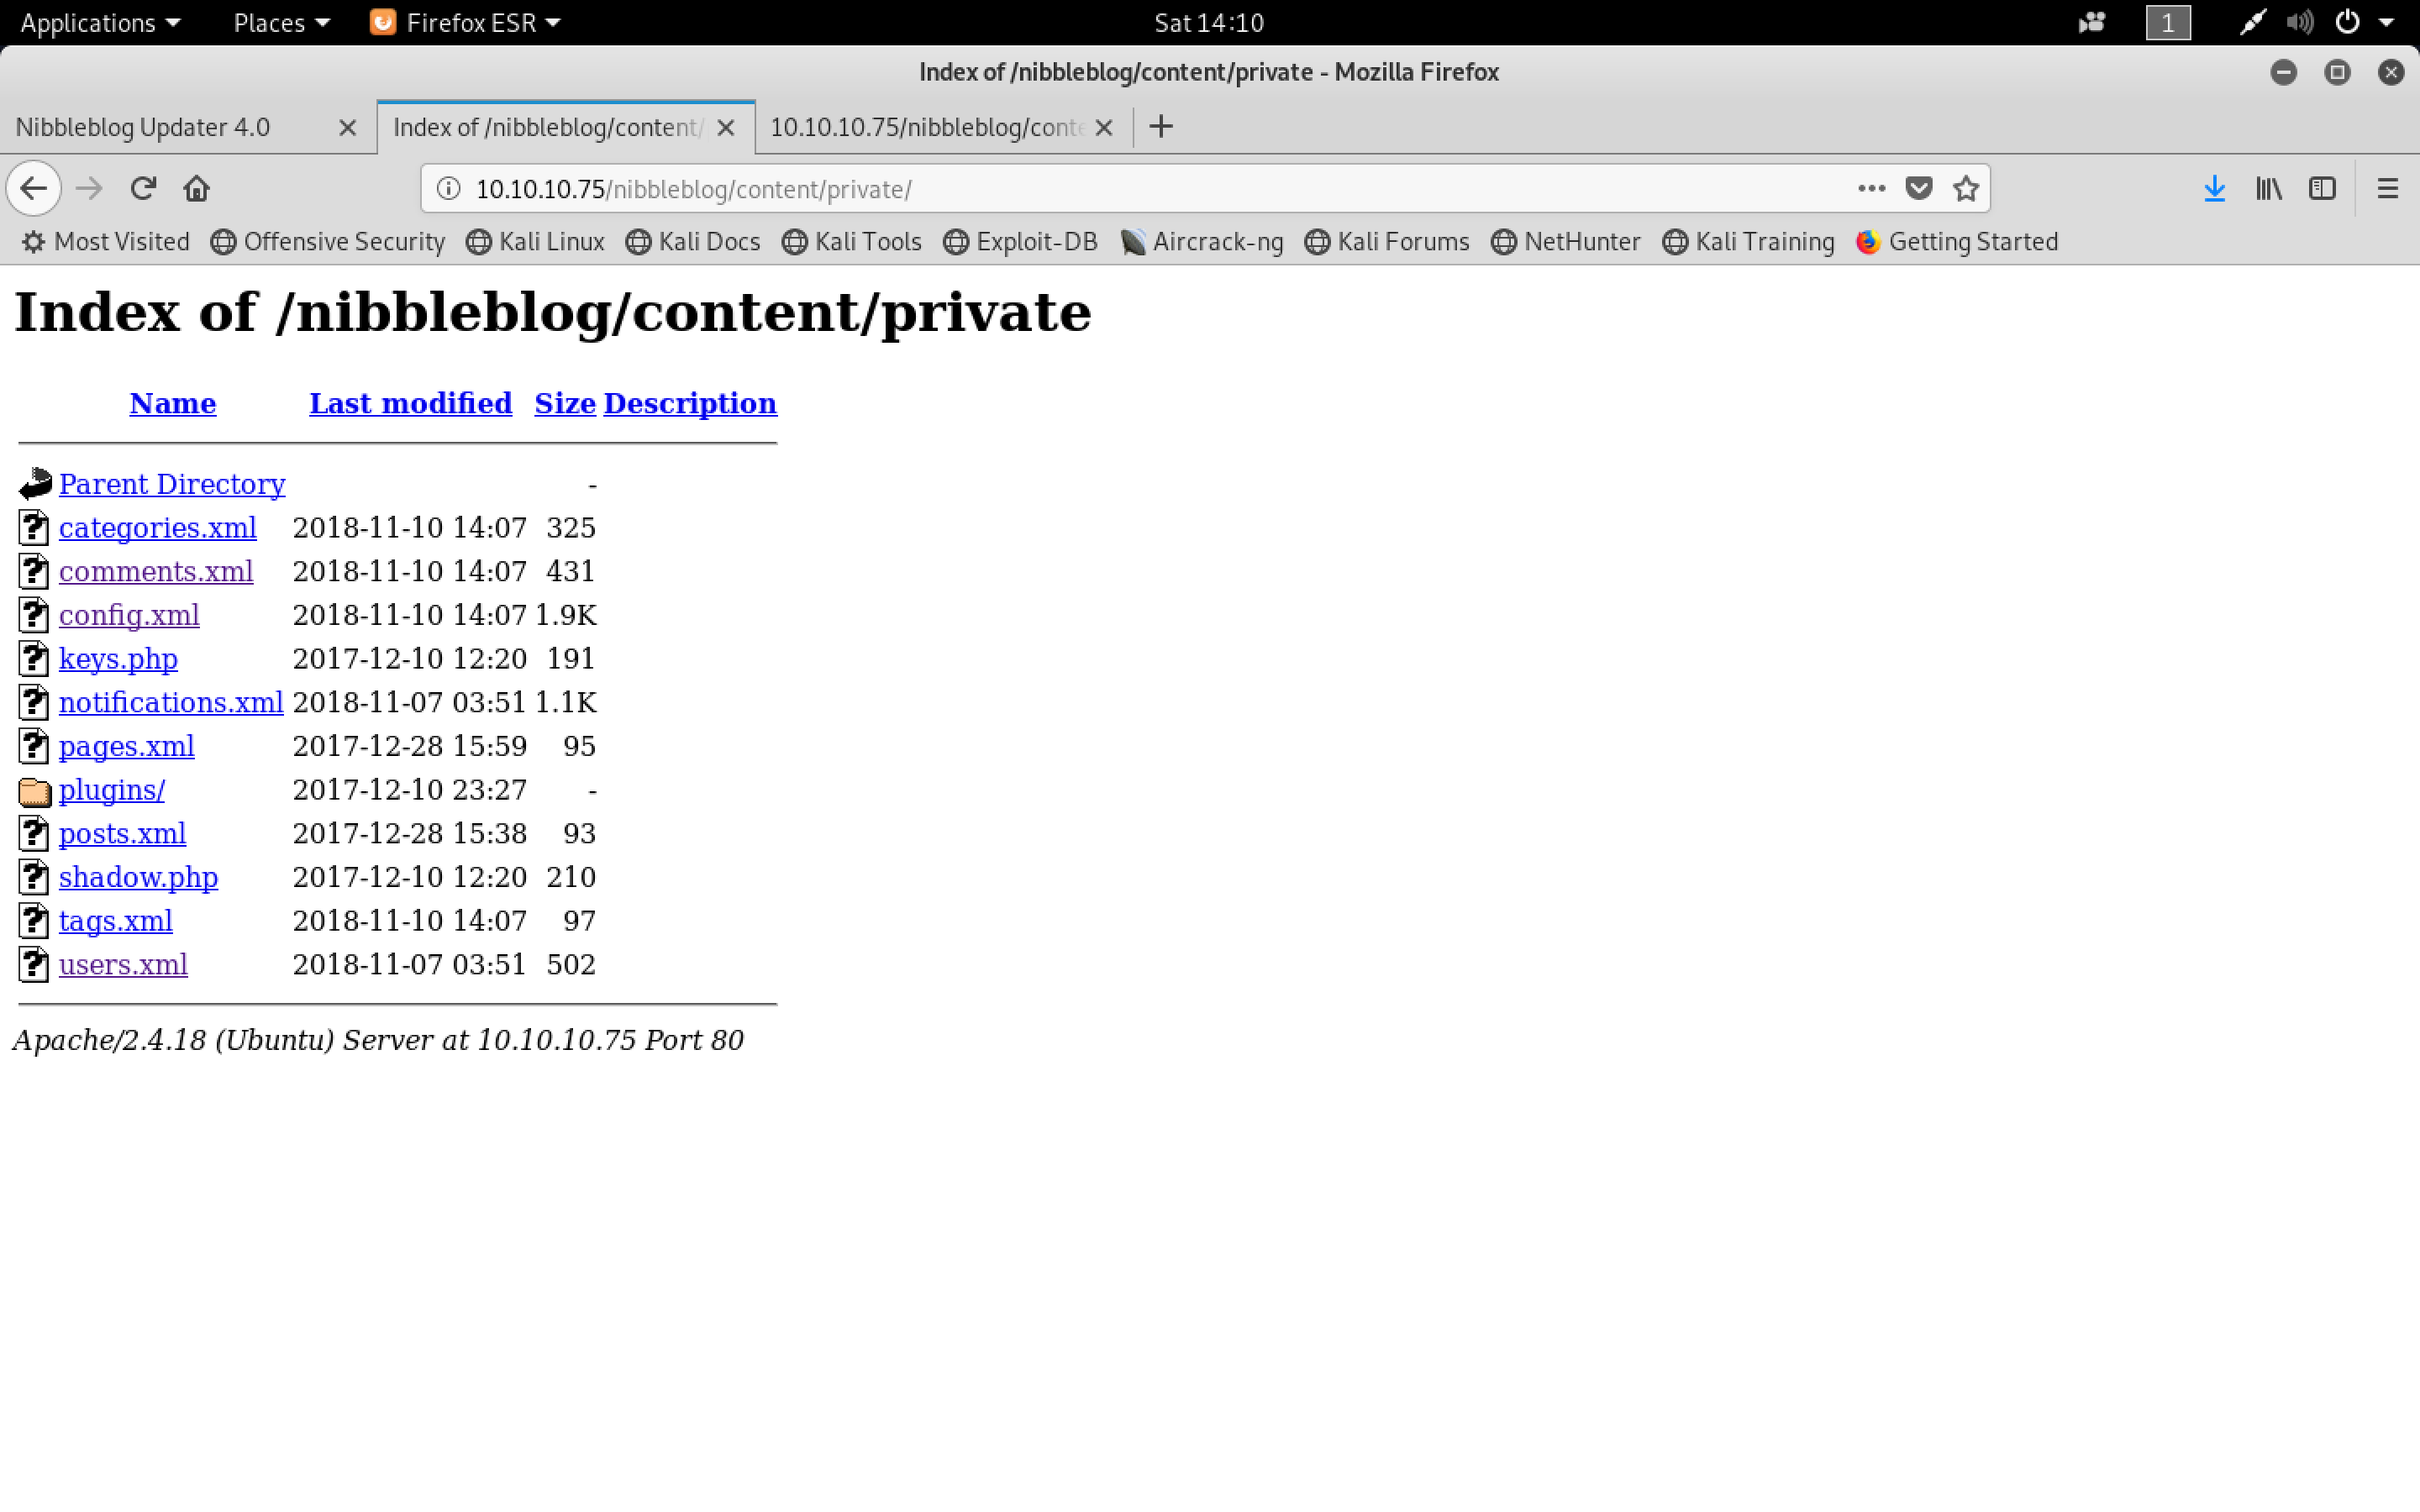 Applications Places Firefox ESR Sat 14:10 1
Index of /nibbleblog/content/private - Mozilla Firefox
Nibbleblog Updater 4.0 Index of /nibbleblog/content/ 10.10.10.75/nibbleblog/conte
10.10.10.75/nibbleblog/content/private/
Most Visited Offensive Security Kali Linux Kali Docs Kali Tools Exploit-DB Aircrack-ng Kali Forums NetHunter Kali Training Getting Started
Index of /nibbleblog/content/private
Name Last modified Size Description
Parent Directory -
categories.xml 2018-11-10 14:07 325
comments.xml 2018-11-10 14:07 431
config.xml 2018-11-10 14:07 1.9K
keys.php 2017-12-10 12:20 191
notifications.xml 2018-11-07 03:51 1.1K
pages.xml 2017-12-28 15:59 95
plugins/ 2017-12-10 23:27 -
posts.xml 2017-12-28 15:38 93
shadow.php 2017-12-10 12:20 210
tags.xml 2018-11-10 14:07 97
users.xml 2018-11-07 03:51 502
Apache/2.4.18 (Ubuntu) Server at 10.10.10.75 Port 80